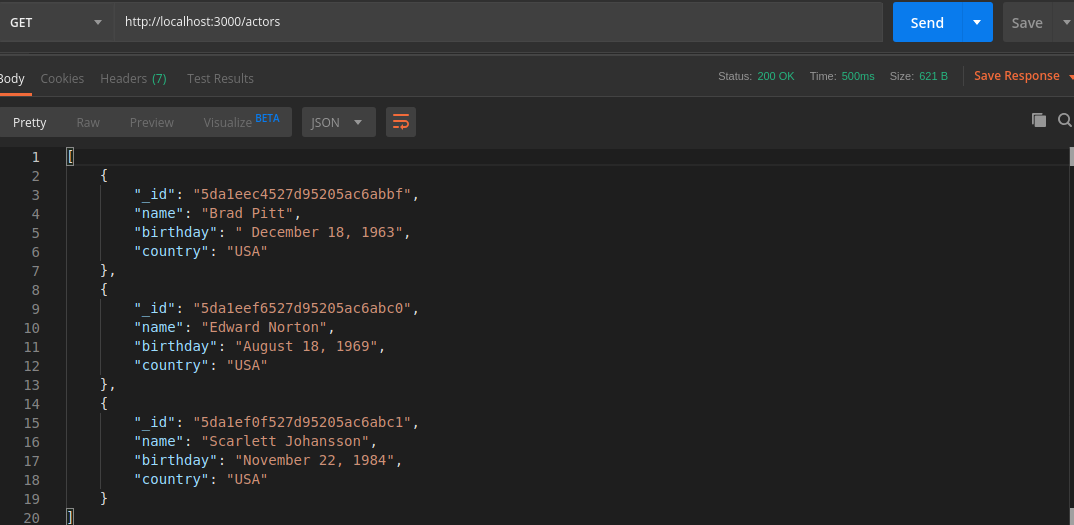 GET http://localhost:3000/actors Send Save
Body Cookies Headers (7) Test Results Status: 200 OK Time: 500ms Size: 621 B Save Response
Pretty Raw Preview Visualize BETA JSON
1 [
2 {
3 "_id": "5da1eec4527d95205ac6abbf",
4 "name": "Brad Pitt",
5 "birthday": " December 18, 1963",
6 "country": "USA"
7 },
8 {
9 "_id": "5da1eef6527d95205ac6abc0",
10 "name": "Edward Norton",
11 "birthday": "August 18, 1969",
12 "country": "USA"
13 },
14 {
15 "_id": "5da1ef0f527d95205ac6abc1",
16 "name": "Scarlett Johansson",
17 "birthday": "November 22, 1984",
18 "country": "USA"
19 }
20 ]